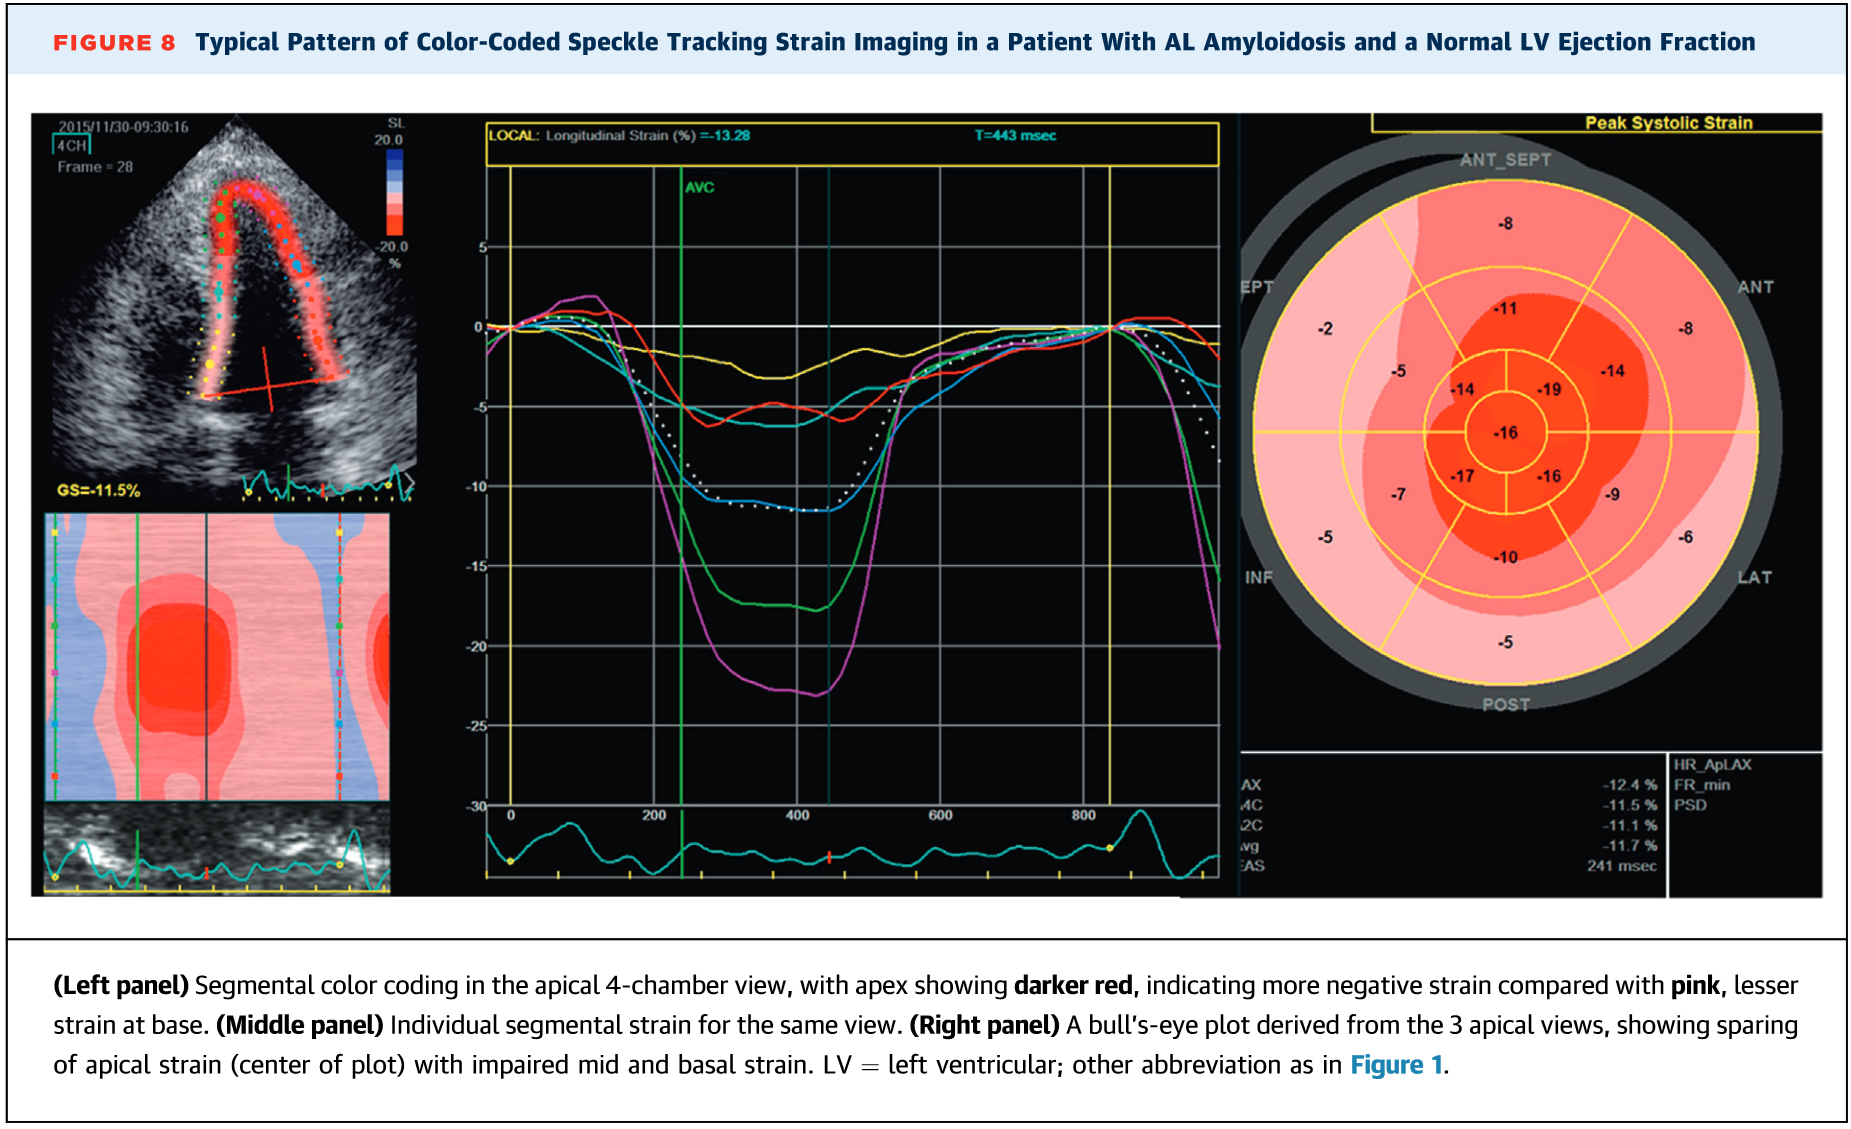 FIGURE 8 Typical Pattern of Color-Coded Speckle Tracking Strain Imaging in a Patient With AL Amyloidosis and a Normal LV Ejection Fraction
2015/11/30-09:30:16
4CH
Frame = 28
SL
20.0
-20.0
%
GS=-11.5%
LOCAL: Longitudinal Strain (%) =-13.28 T=443 msec
AVC
5
0
-5
-10
-15
-20
-25
-30
0 200 400 600 800
Peak Systolic Strain
ANT_SEPT
EPT
ANT
INF
LAT
POST
-8
-2
-8
-11
-5
-14
-14
-19
-16
-17
-16
-7
-9
-5
-6
-10
-5
AX -12.4 %
4C -11.5 %
2C -11.1 %
vg -11.7 %
EAS 241 msec
HR_ApLAX
FR_min
PSD
(Left panel) Segmental color coding in the apical 4-chamber view, with apex showing darker red, indicating more negative strain compared with pink, lesser
strain at base. (Middle panel) Individual segmental strain for the same view. (Right panel) A bull's-eye plot derived from the 3 apical views, showing sparing
of apical strain (center of plot) with impaired mid and basal strain. LV = left ventricular; other abbreviation as in Figure 1.